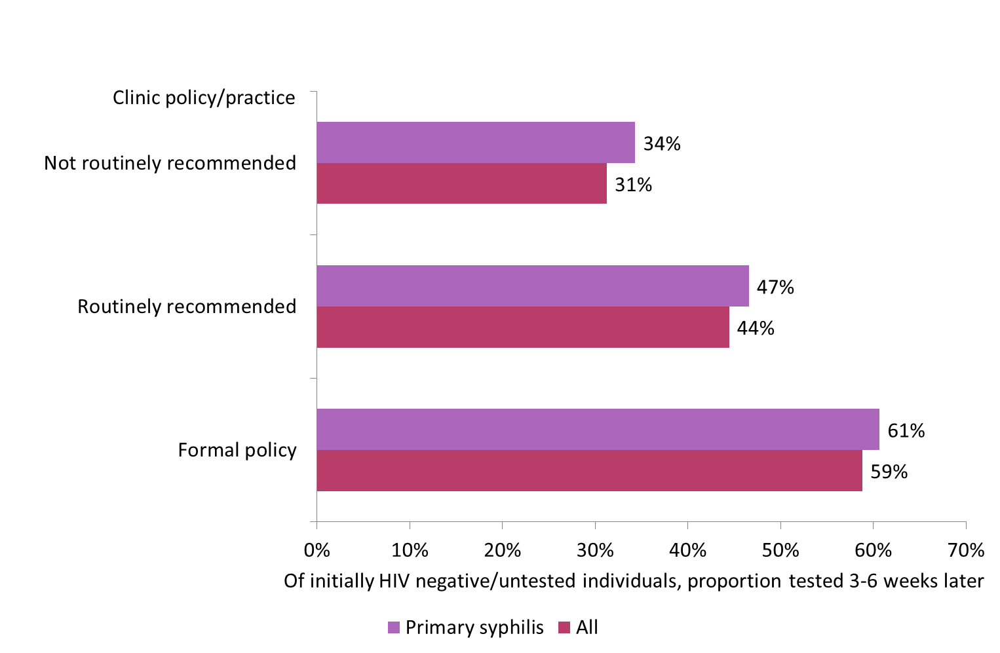 Clinic policy/practice
Not routinely recommended
34%
31%
Routinely recommended
47%
44%
Formal policy
61%
59%
0% 10% 20% 30% 40% 50% 60% 70%
Of initially HIV negative/untested individuals, proportion tested 3-6 weeks later
Primary syphilis All